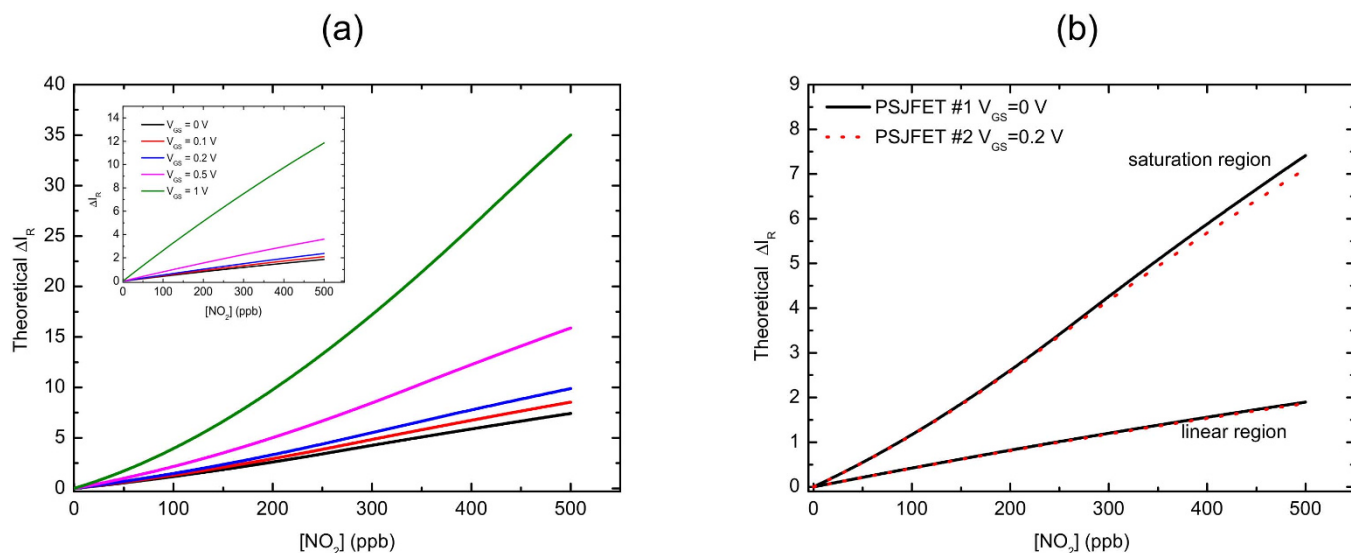 (a)
(b)
40
35
30
25
20
15
10
5
0
Theoretical ΔI_R
0
100
200
300
400
500
[NO₂] (ppb)
14
12
10
8
6
4
2
0
ΔI_R
V_GS = 0 V
V_GS = 0.1 V
V_GS = 0.2 V
V_GS = 0.5 V
V_GS = 1 V
0
100
200
300
400
500
[NO₂] (ppb)
9
8
7
6
5
4
3
2
1
0
Theoretical ΔI_R
PSJFET #1 V_GS=0 V
PSJFET #2 V_GS=0.2 V
saturation region
linear region
0
100
200
300
400
500
[NO₂] (ppb)